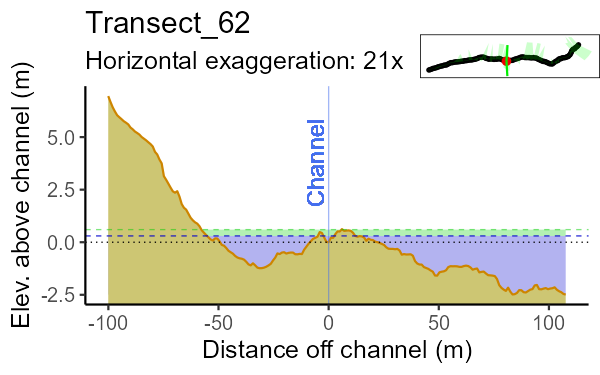 Transect_62
Horizontal exaggeration: 21x
Elev. above channel (m)
5.0
2.5
0.0
-2.5
Channel
-100
-50
0
50
100
Distance off channel (m)